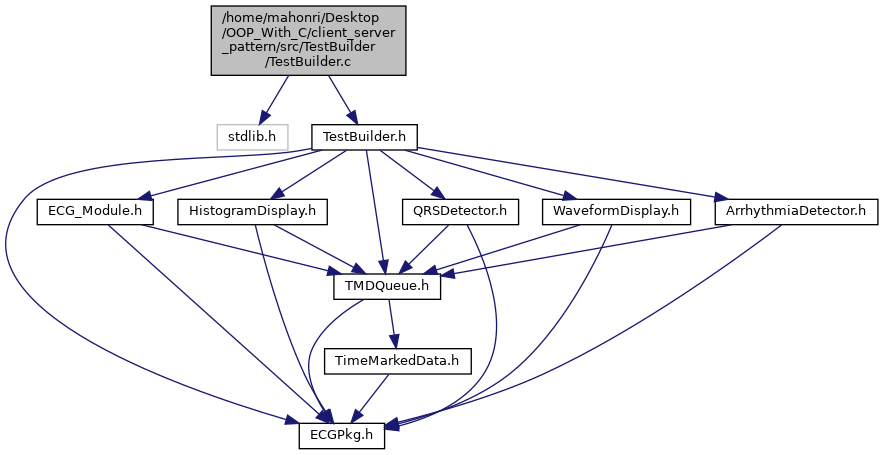 /home/mahonri/Desktop
/OOP_With_C/client_server
_pattern/src/TestBuilder
/TestBuilder.c
stdlib.h
TestBuilder.h
ECG_Module.h
HistogramDisplay.h
QRSDetector.h
WaveformDisplay.h
ArrhythmiaDetector.h
TMDQueue.h
TimeMarkedData.h
ECGPkg.h